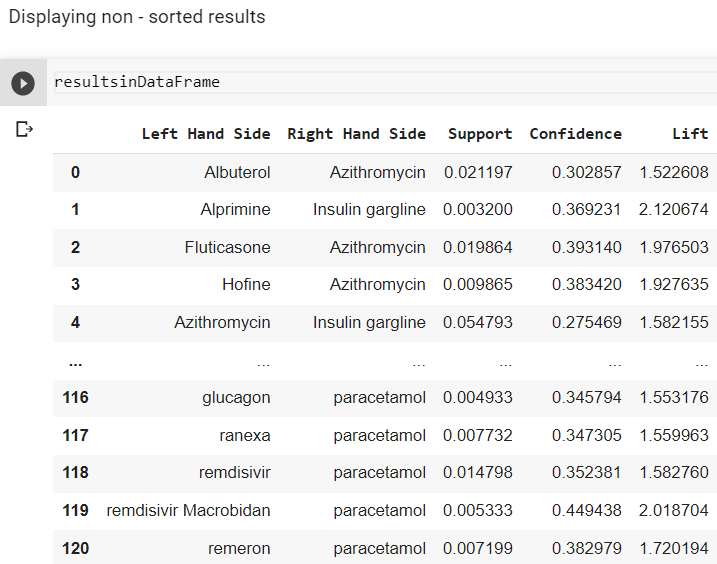 Displaying non - sorted results
resultsinDataFrame
Left Hand Side Right Hand Side Support Confidence Lift
0 Albuterol Azithromycin 0.021197 0.302857 1.522608
1 Alprimine Insulin gargline 0.003200 0.369231 2.120674
2 Fluticasone Azithromycin 0.019864 0.393140 1.976503
3 Hofine Azithromycin 0.009865 0.383420 1.927635
4 Azithromycin Insulin gargline 0.054793 0.275469 1.582155
... ... ... ... ... ...
116 glucagon paracetamol 0.004933 0.345794 1.553176
117 ranexa paracetamol 0.007732 0.347305 1.559963
118 remdisivir paracetamol 0.014798 0.352381 1.582760
119 remdisivir Macrobidan paracetamol 0.005333 0.449438 2.018704
120 remeron paracetamol 0.007199 0.382979 1.720194